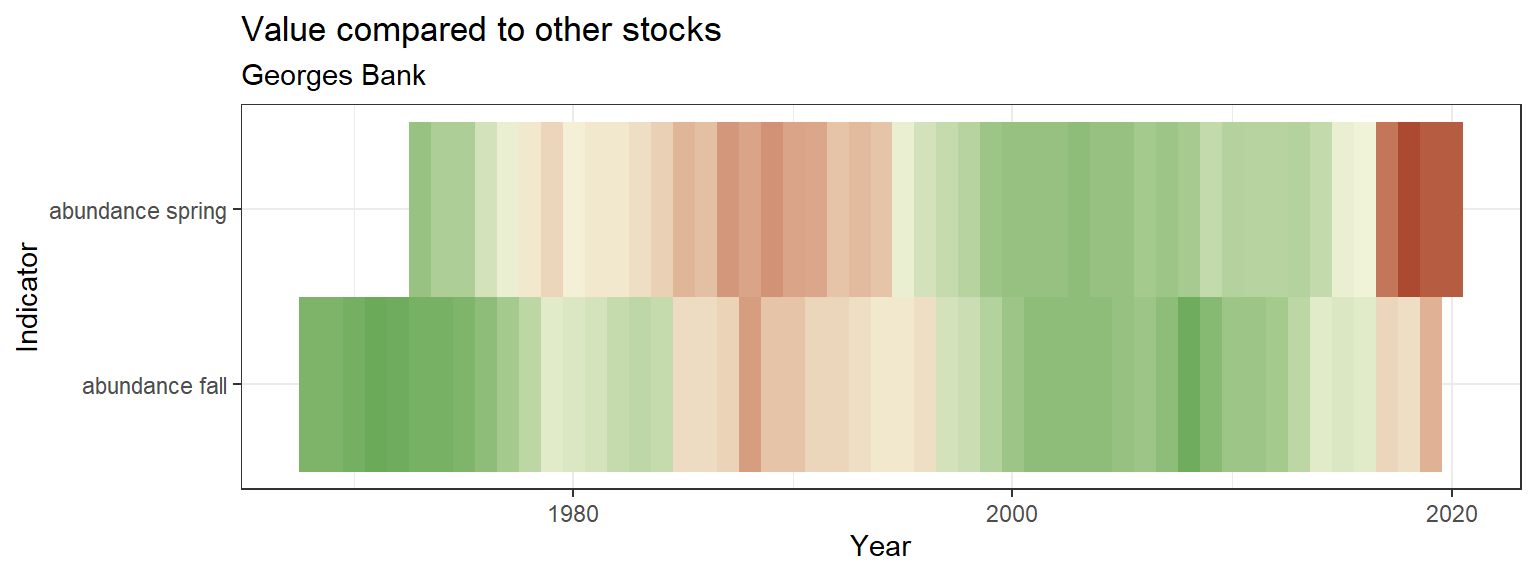 Value compared to other stocks
Georges Bank
Indicator
abundance spring
abundance fall
1980
2000
2020
Year